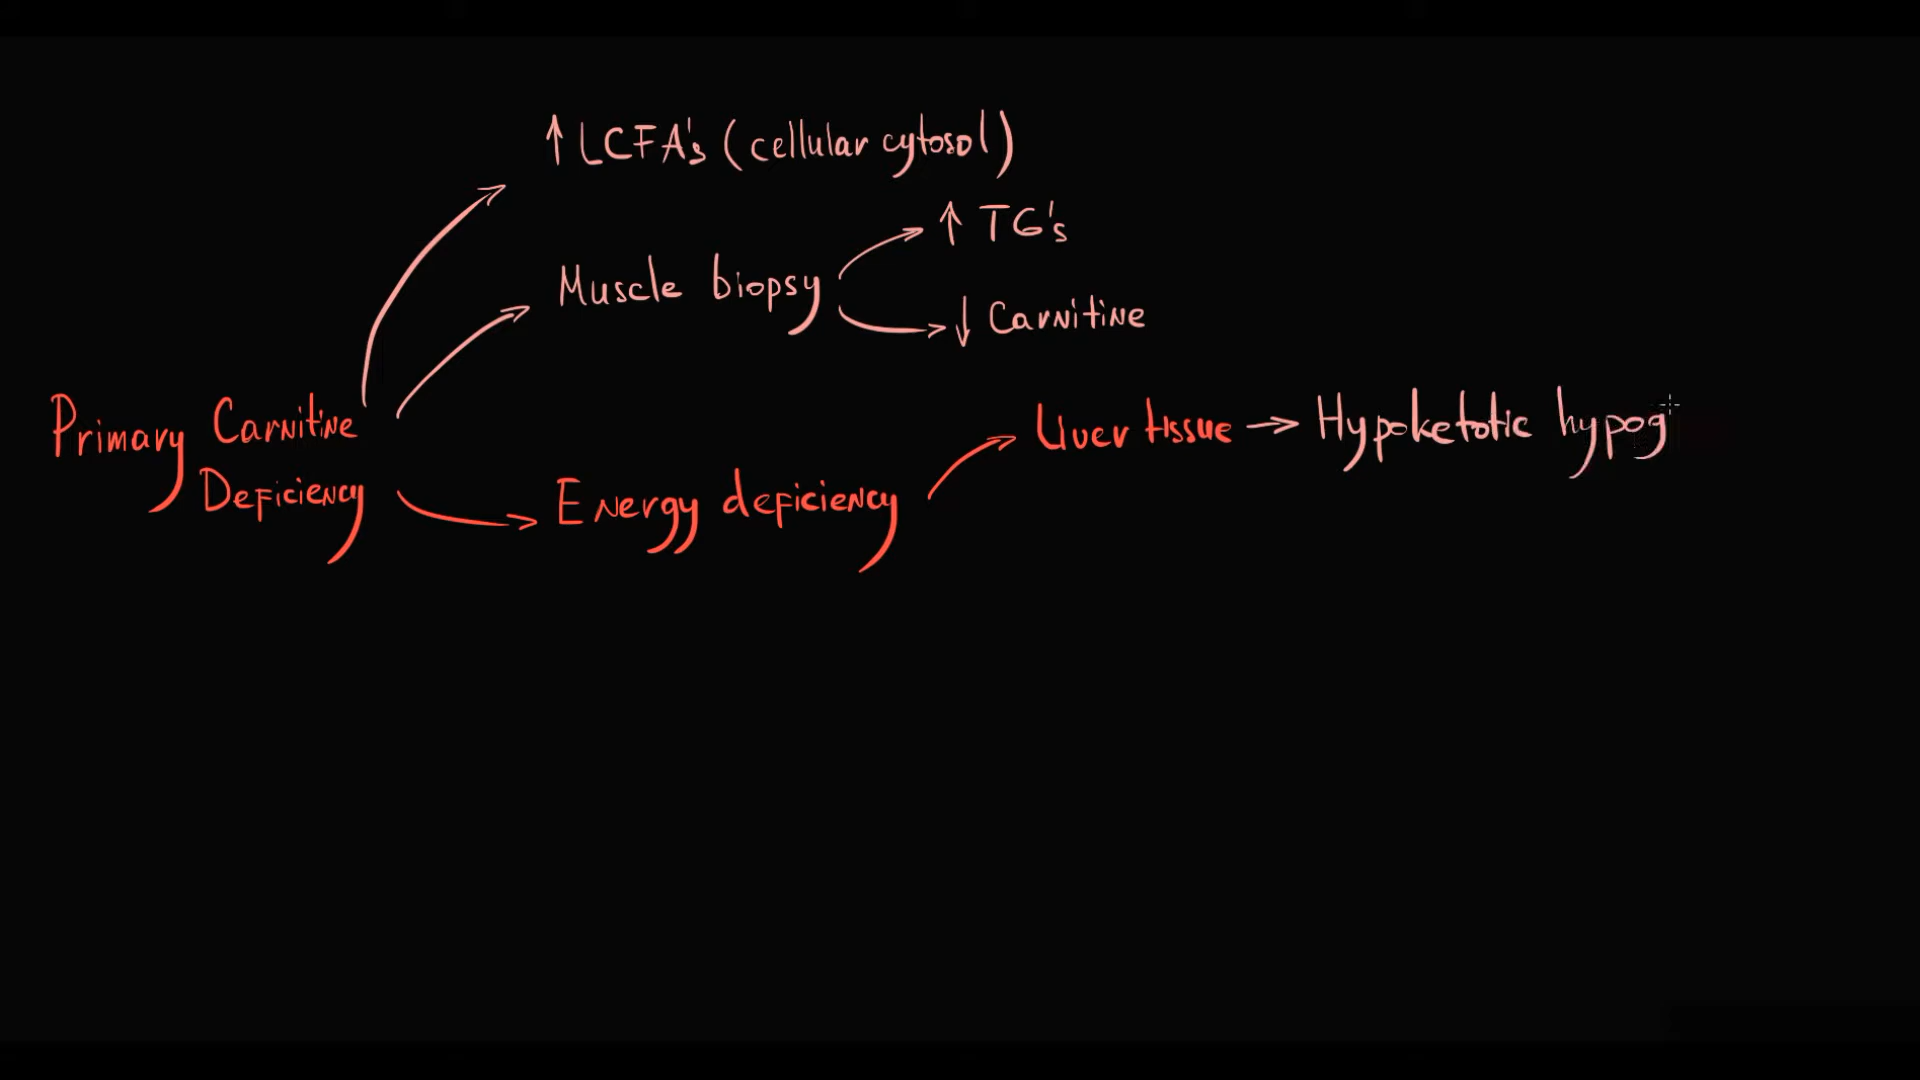 ↑ LCFA's (cellular cytosol)
↑ TG's
Muscle biopsy
↓ Carnitine
Primary Carnitine
Deficiency
Liver tissue → Hypoketotic hypog
Energy deficiency